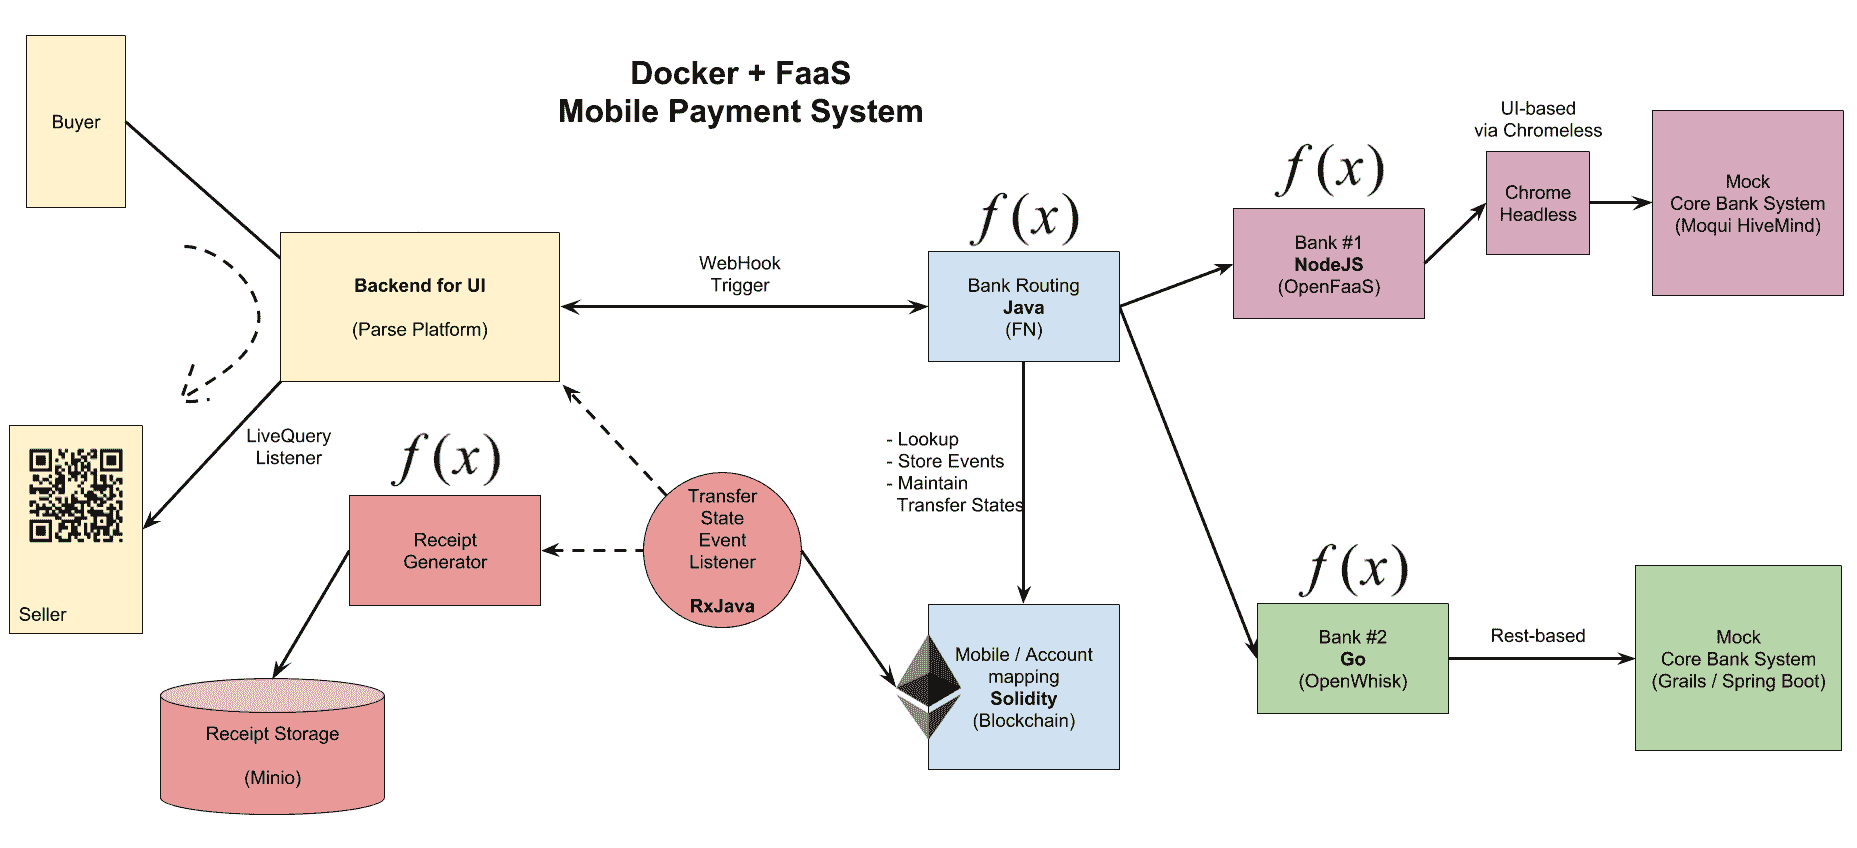 Docker + FaaS
Mobile Payment System
Buyer
Backend for UI
(Parse Platform)
WebHook
Trigger
f(x)
Bank Routing
Java
(FN)
f(x)
Bank #1
NodeJS
(OpenFaaS)
UI-based
via Chromeless
Chrome
Headless
Mock
Core Bank System
(Moqui HiveMind)
LiveQuery
Listener
Seller
f(x)
Receipt
Generator
Transfer
State
Event
Listener
RxJava
- Lookup
- Store Events
- Maintain
Transfer States
Receipt Storage
(Minio)
Mobile / Account
mapping
Solidity
(Blockchain)
f(x)
Bank #2
Go
(OpenWhisk)
Rest-based
Mock
Core Bank System
(Grails / Spring Boot)